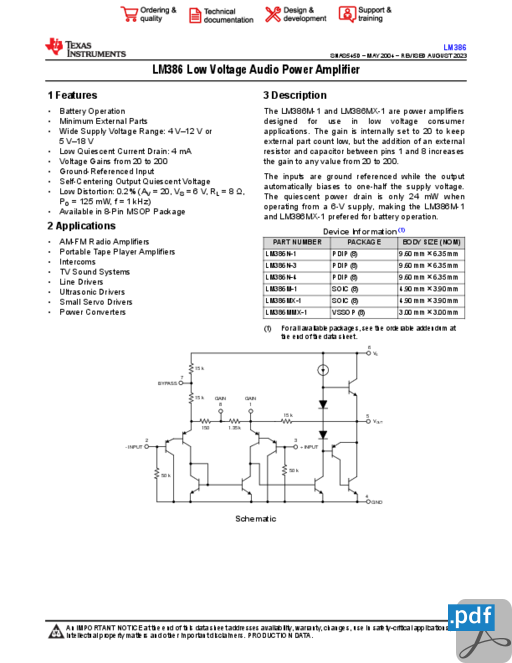 Ordering & quality
Technical documentation
Design & development
Support & training
TEXAS INSTRUMENTS
LM386
SNAS545D – MAY 2004 – REVISED AUGUST 2023
LM386 Low Voltage Audio Power Amplifier
1 Features
• Battery Operation
• Minimum External Parts
• Wide Supply Voltage Range: 4 V–12 V or
5 V–18 V
• Low Quiescent Current Drain: 4 mA
• Voltage Gains from 20 to 200
• Ground-Referenced Input
• Self-Centering Output Quiescent Voltage
• Low Distortion: 0.2% (AV = 20, VS = 6 V, RL = 8 Ω,
PO = 125 mW, f = 1 kHz)
• Available in 8-Pin MSOP Package
2 Applications
• AM-FM Radio Amplifiers
• Portable Tape Player Amplifiers
• Intercoms
• TV Sound Systems
• Line Drivers
• Ultrasonic Drivers
• Small Servo Drivers
• Power Converters
3 Description
The LM386M-1 and LM386MX-1 are power amplifiers
designed for use in low voltage consumer
applications. The gain is internally set to 20 to keep
external part count low, but the addition of an external
resistor and capacitor between pins 1 and 8 increases
the gain to any value from 20 to 200.
The inputs are ground referenced while the output
automatically biases to one-half the supply voltage.
The quiescent power drain is only 24 mW when
operating from a 6-V supply, making the LM386M-1
and LM386MX-1 prefered for battery operation.
Device Information(1)
PART NUMBER PACKAGE BODY SIZE (NOM)
LM386N-1 PDIP (8) 9.60 mm × 6.35 mm
LM386N-3 PDIP (8) 9.60 mm × 6.35 mm
LM386N-4 PDIP (8) 9.60 mm × 6.35 mm
LM386M-1 SOIC (8) 4.90 mm × 3.90 mm
LM386MX-1 SOIC (8) 4.90 mm × 3.90 mm
LM386MMX-1 VSSOP (8) 3.00 mm × 3.00 mm
(1) For all available packages, see the orderable addendum at
the end of the data sheet.
6
VS
15 k
7
BYPASS
15 k
GAIN
8
GAIN
1
15 k
5
VOUT
150
1.35 k
2
- INPUT
3
+ INPUT
50 k
50 k
4
GND
Schematic
An IMPORTANT NOTICE at the end of this data sheet addresses availability, warranty, changes, use in safety-critical applications
intellectual property matters and other important disclaimers. PRODUCTION DATA.
.pdf